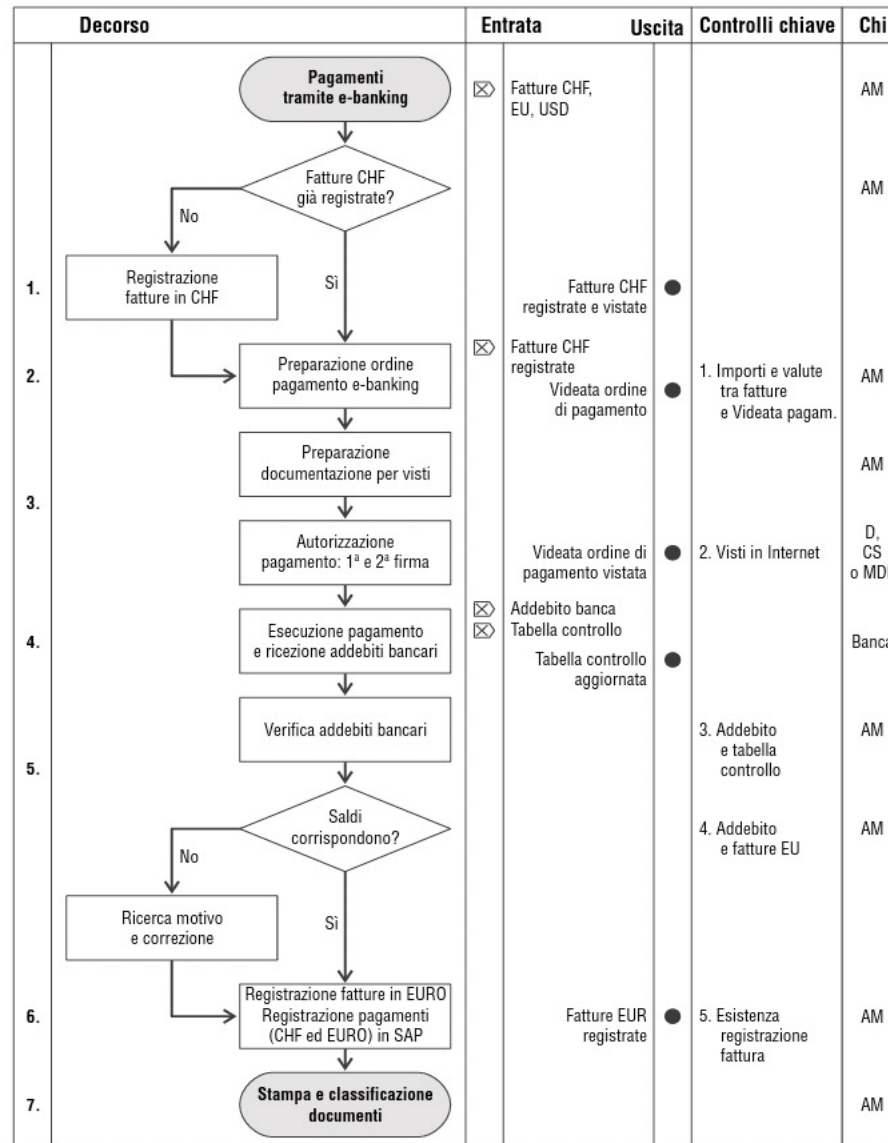 Decorso
Entrata
Uscita
Controlli chiave
Chi
Pagamenti
tramite e-banking
Fatture CHF,
EU, USD
AM
Fatture CHF
già registrate?
AM
No
Sì
1.
Registrazione
fatture in CHF
Fatture CHF
registrate e vistate
2.
Preparazione ordine
pagamento e-banking
Fatture CHF
registrate
Videata ordine
di pagamento
1. Importi e valute
tra fatture
e Videata pagam.
AM
Preparazione
documentazione per visti
AM
3.
Autorizzazione
pagamento: 1ª e 2ª firma
Videata ordine di
pagamento vistata
2. Visti in Internet
D,
CS
o MDI
4.
Esecuzione pagamento
e ricezione addebiti bancari
Addebito banca
Tabella controllo
Tabella controllo
aggiornata
Banca
Verifica addebiti bancari
3. Addebito
e tabella
controllo
AM
5.
Saldi
corrispondono?
4. Addebito
e fatture EU
AM
No
Sì
Ricerca motivo
e correzione
6.
Registrazione fatture in EURO
Registrazione pagamenti
(CHF ed EURO) in SAP
Fatture EUR
registrate
5. Esistenza
registrazione
fattura
AM
7.
Stampa e classificazione
documenti
AM